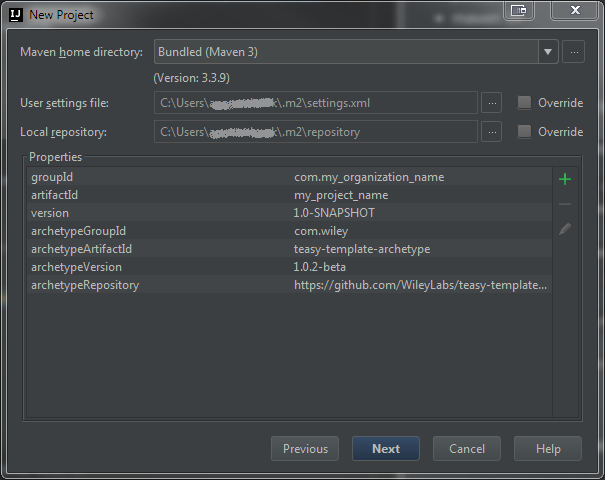 IJ New Project
Maven home directory: Bundled (Maven 3) ...
(Version: 3.3.9)
User settings file: C:\Users\ \.m2\settings.xml ... Override
Local repository: C:\Users\ \.m2\repository ... Override
Properties
groupId com.my_organization_name
artifactId my_project_name
version 1.0-SNAPSHOT
archetypeGroupId com.wiley
archetypeArtifactId teasy-template-archetype
archetypeVersion 1.0.2-beta
archetypeRepository https://github.com/WileyLabs/teasy-template...
Previous Next Cancel Help